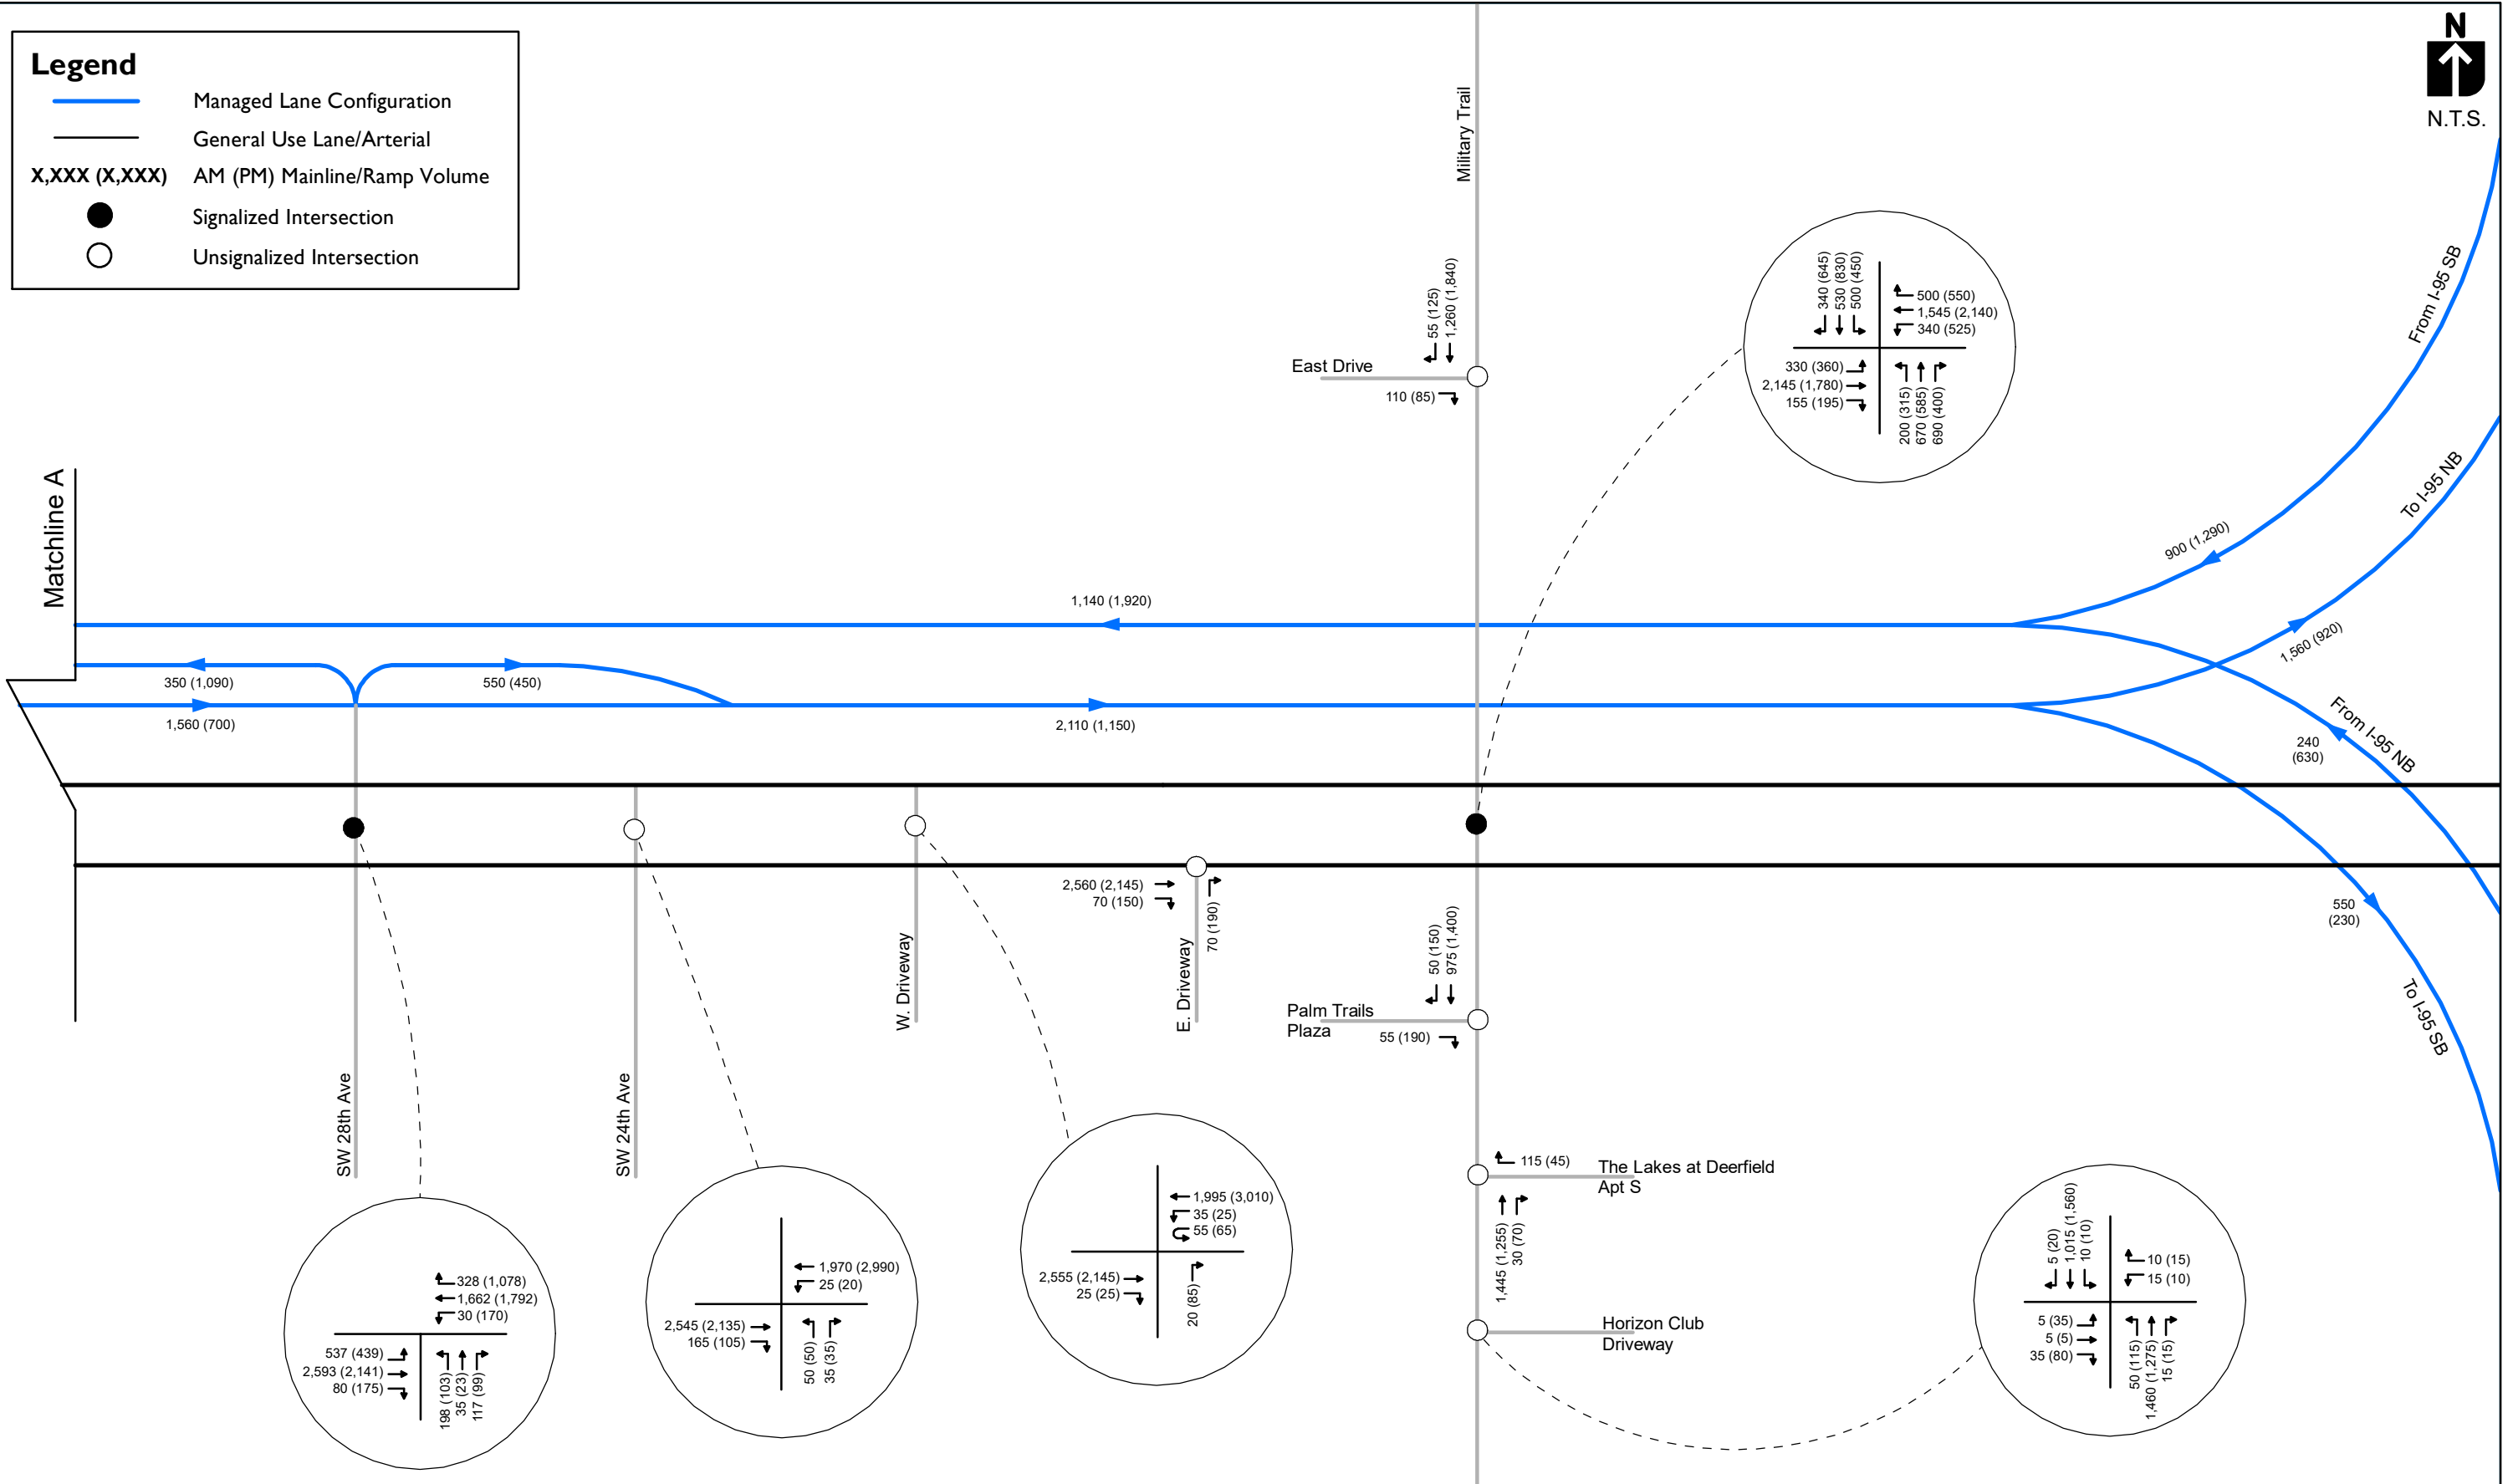 Legend
Managed Lane Configuration
General Use Lane/Arterial
X,XXX (X,XXX) AM (PM) Mainline/Ramp Volume
Signalized Intersection
Unsignalized Intersection
N
N.T.S.
Military Trail
55 (125)
1,260 (1,840)
East Drive
110 (85)
340 (645)
530 (830)
500 (450)
500 (550)
1,545 (2,140)
340 (525)
330 (360)
2,145 (1,780)
155 (195)
200 (315)
670 (585)
690 (400)
From I-95 SB
To I-95 NB
900 (1,290)
1,560 (920)
From I-95 NB
240
(630)
550
(230)
To I-95 SB
Matchline A
1,140 (1,920)
350 (1,090)
550 (450)
1,560 (700)
2,110 (1,150)
2,560 (2,145)
70 (150)
70 (190)
W. Driveway
E. Driveway
50 (150)
975 (1,400)
Palm Trails
Plaza
55 (190)
SW 28th Ave
SW 24th Ave
115 (45)
The Lakes at Deerfield
Apt S
1,445 (1,255)
30 (70)
Horizon Club
Driveway
328 (1,078)
1,662 (1,792)
30 (170)
537 (439)
2,593 (2,141)
80 (175)
198 (103)
35 (23)
117 (99)
1,970 (2,990)
25 (20)
2,545 (2,135)
165 (105)
50 (50)
35 (35)
1,995 (3,010)
35 (25)
55 (65)
2,555 (2,145)
25 (25)
20 (85)
5 (20)
1,015 (1,560)
10 (10)
10 (15)
15 (10)
5 (35)
5 (5)
35 (80)
50 (115)
1,460 (1,275)
15 (15)